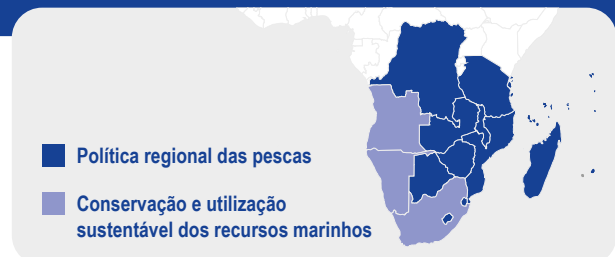 Política regional das pescas
Conservação e utilização
sustentável dos recursos marinhos